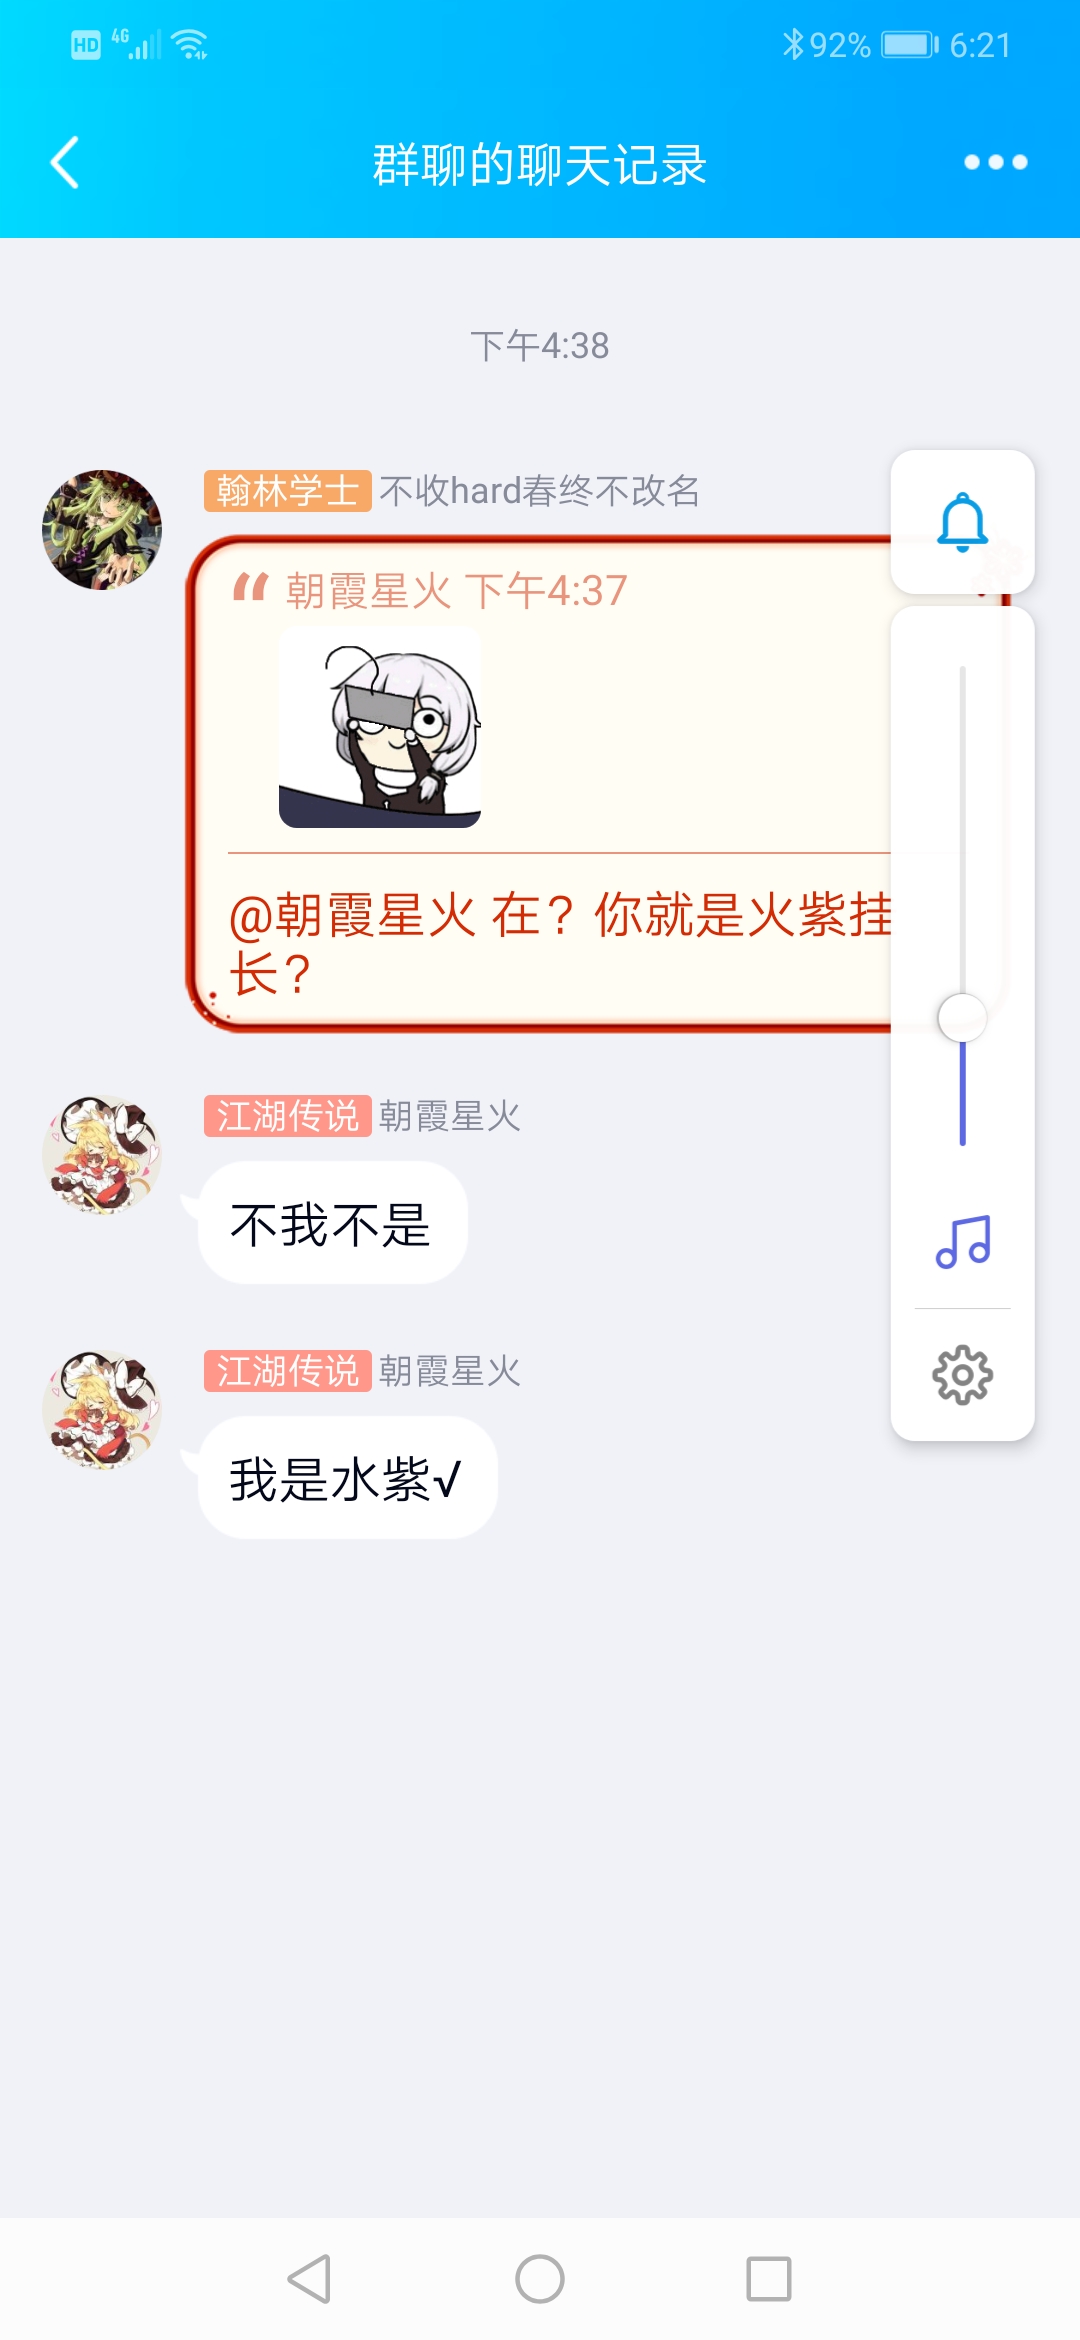 HD 4G 92% 6:21
群聊的聊天记录
下午4:38
翰林学士 不收hard春终不改名
朝霞星火 下午4:37
@朝霞星火 在？你就是火紫挂
长？
江湖传说 朝霞星火
不我不是
江湖传说 朝霞星火
我是水紫√